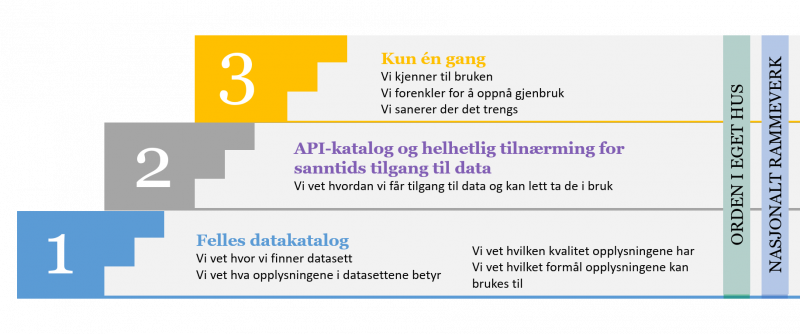 3
Kun én gang
Vi kjenner til bruken
Vi forenkler for å oppnå gjenbruk
Vi sanerer der det trengs
2
API-katalog og helhetlig tilnærming for
sanntids tilgang til data
Vi vet hvordan vi får tilgang til data og kan lett ta de i bruk
1
Felles datakatalog
Vi vet hvor vi finner datasett
Vi vet hva opplysningene i datasettene betyr
Vi vet hvilken kvalitet opplysningene har
Vi vet hvilket formål opplysningene kan
brukes til
ORDEN I EGET HUS
NASJONALT RAMMEVERK